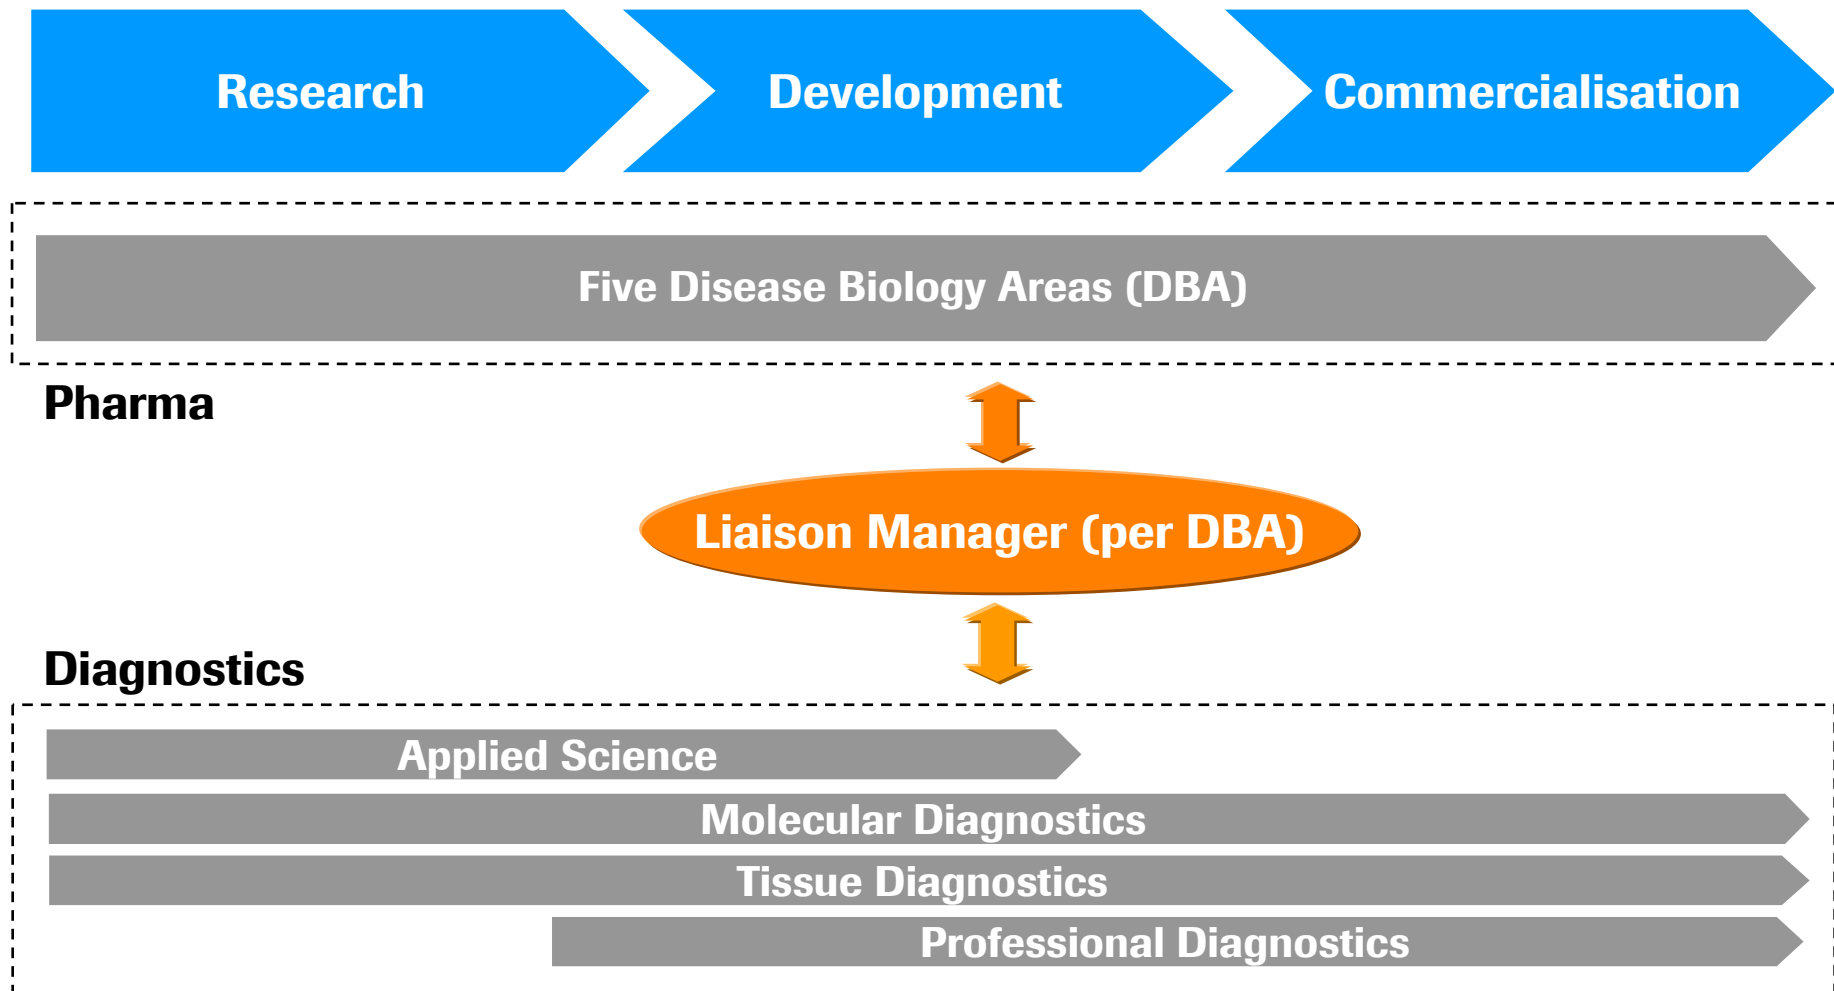 Research
Development
Commercialisation
Five Disease Biology Areas (DBA)
Pharma
Liaison Manager (per DBA)
Diagnostics
Applied Science
Molecular Diagnostics
Tissue Diagnostics
Professional Diagnostics